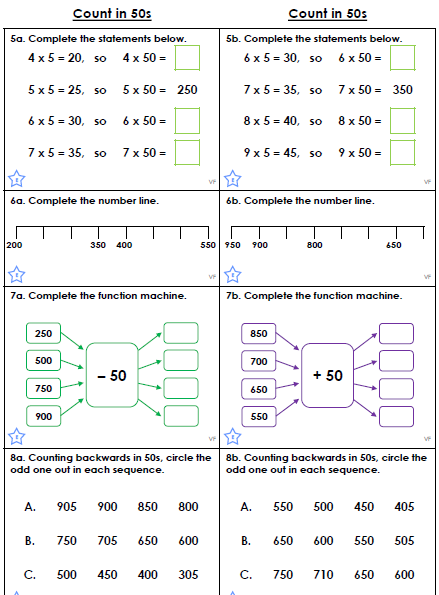 Count in 50s
5a. Complete the statements below.
4 x 5 = 20, so 4 x 50 =
5 x 5 = 25, so 5 x 50 = 250
6 x 5 = 30, so 6 x 50 =
7 x 5 = 35, so 7 x 50 =
VF
6a. Complete the number line.
200 350 400 550
VF
7a. Complete the function machine.
250
500
750
900
– 50
VF
8a. Counting backwards in 50s, circle the
odd one out in each sequence.
A. 905 900 850 800
B. 750 705 650 600
C. 500 450 400 305
Count in 50s
5b. Complete the statements below.
6 x 5 = 30, so 6 x 50 =
7 x 5 = 35, so 7 x 50 = 350
8 x 5 = 40, so 8 x 50 =
9 x 5 = 45, so 9 x 50 =
VF
6b. Complete the number line.
950 900 800 650
VF
7b. Complete the function machine.
850
700
650
550
+ 50
VF
8b. Counting backwards in 50s, circle the
odd one out in each sequence.
A. 550 500 450 405
B. 650 600 555 505
C. 750 710 650 600